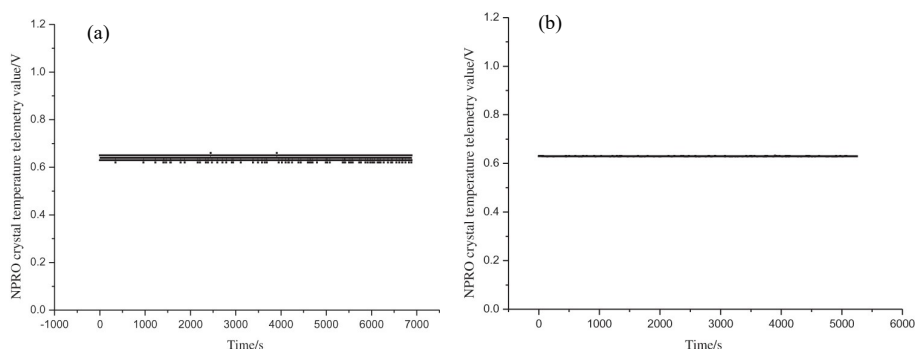 (a)
NPRO crystal temperature telemetry value/V
1.2
1.0
0.8
0.6
0.4
0.2
0.0
-1000 0 1000 2000 3000 4000 5000 6000 7000
Time/s
(b)
NPRO crystal temperature telemetry value/V
1.2
1.0
0.8
0.6
0.4
0.2
0.0
0 1000 2000 3000 4000 5000 6000
Time/s